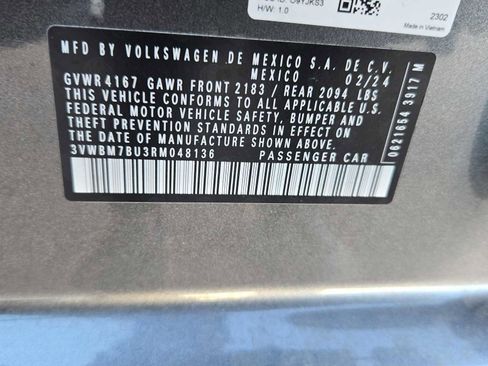 H/W: 1.0
2302
Made in Vietnam
MFD BY VOLKSWAGEN DE MEXICO S.A. DE C.V.
MEXICO 02/24
GVWR 4167 GAWR FRONT 2183 / REAR 2094 LBS
THIS VEHICLE CONFORMS TO ALL APPLICABLE U.S.
FEDERAL MOTOR VEHICLE SAFETY, BUMPER AND
THEFT PREVENTION STANDARDS IN EFFECT ON
THE DATE OF MANUFACTURE SHOWN ABOVE
3VWBM7BU3RM048136 PASSENGER CAR
0621654 3917 M